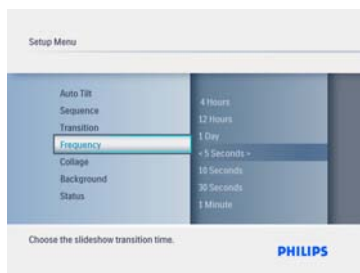 Setup Menu
Auto Tilt
Sequence
Transition
Frequency
Collage
Background
Status
4 Hours
12 Hours
1 Day
- 5 Seconds -
10 Seconds
30 Seconds
1 Minute
Choose the slideshow transition time.
PHILIPS